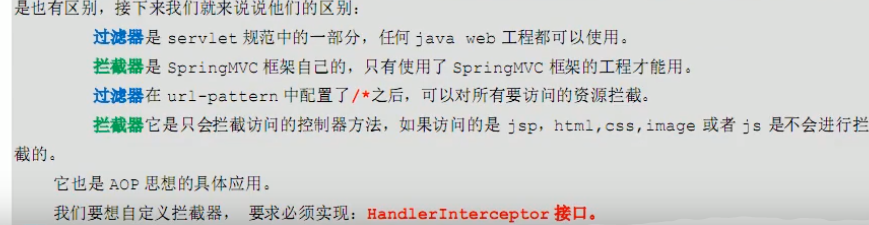 是也有区别，接下来我们就来说说他们的区别：
过滤器是 servlet 规范中的一部分，任何 java web 工程都可以使用。
拦截器是 SpringMVC 框架自己的，只有使用了 SpringMVC 框架的工程才能用。
过滤器在 url-pattern 中配置了/*之后，可以对所有要访问的资源拦截。
拦截器它是只会拦截访问的控制器方法，如果访问的是 jsp，html,css,image 或者 js 是不会进行拦
截的。
它也是 AOP 思想的具体应用。
我们要想自定义拦截器， 要求必须实现：HandlerInterceptor 接口。